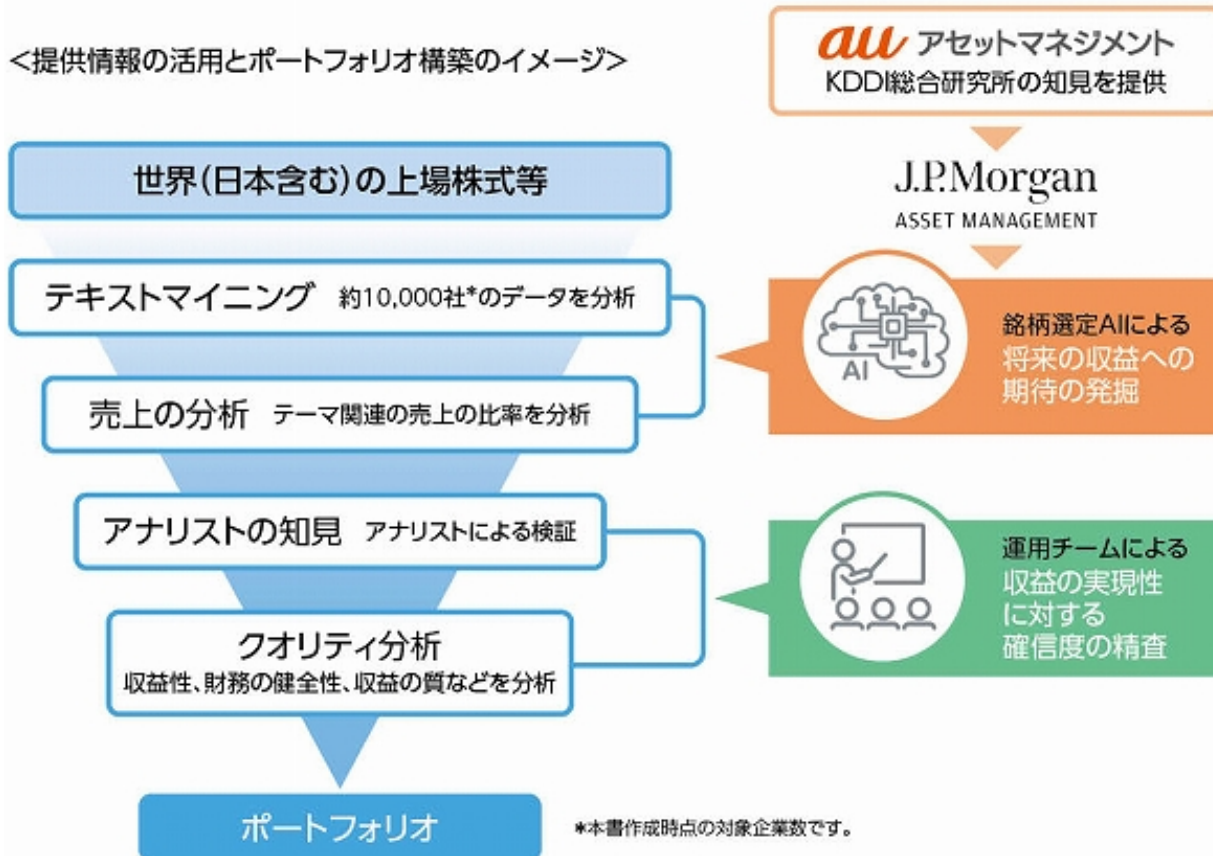 <提供情報の活用とポートフォリオ構築のイメージ>
au アセットマネジメント
KDDI総合研究所の知見を提供
J.P.Morgan
ASSET MANAGEMENT
世界(日本含む)の上場株式等
テキストマイニング 約10,000社*のデータを分析
売上の分析 テーマ関連の売上の比率を分析
AI
銘柄選定AIによる
将来の収益への
期待の発掘
アナリストの知見 アナリストによる検証
クオリティ分析
収益性、財務の健全性、収益の質などを分析
運用チームによる
収益の実現性
に対する
確信度の精査
ポートフォリオ
*本書作成時点の対象企業数です。